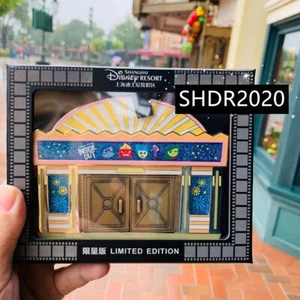 SHANGHAI
Disney RESORT
上海迪士尼度假区
SHDR2020
INSIDE
OUT
限量版 LIMITED EDITION